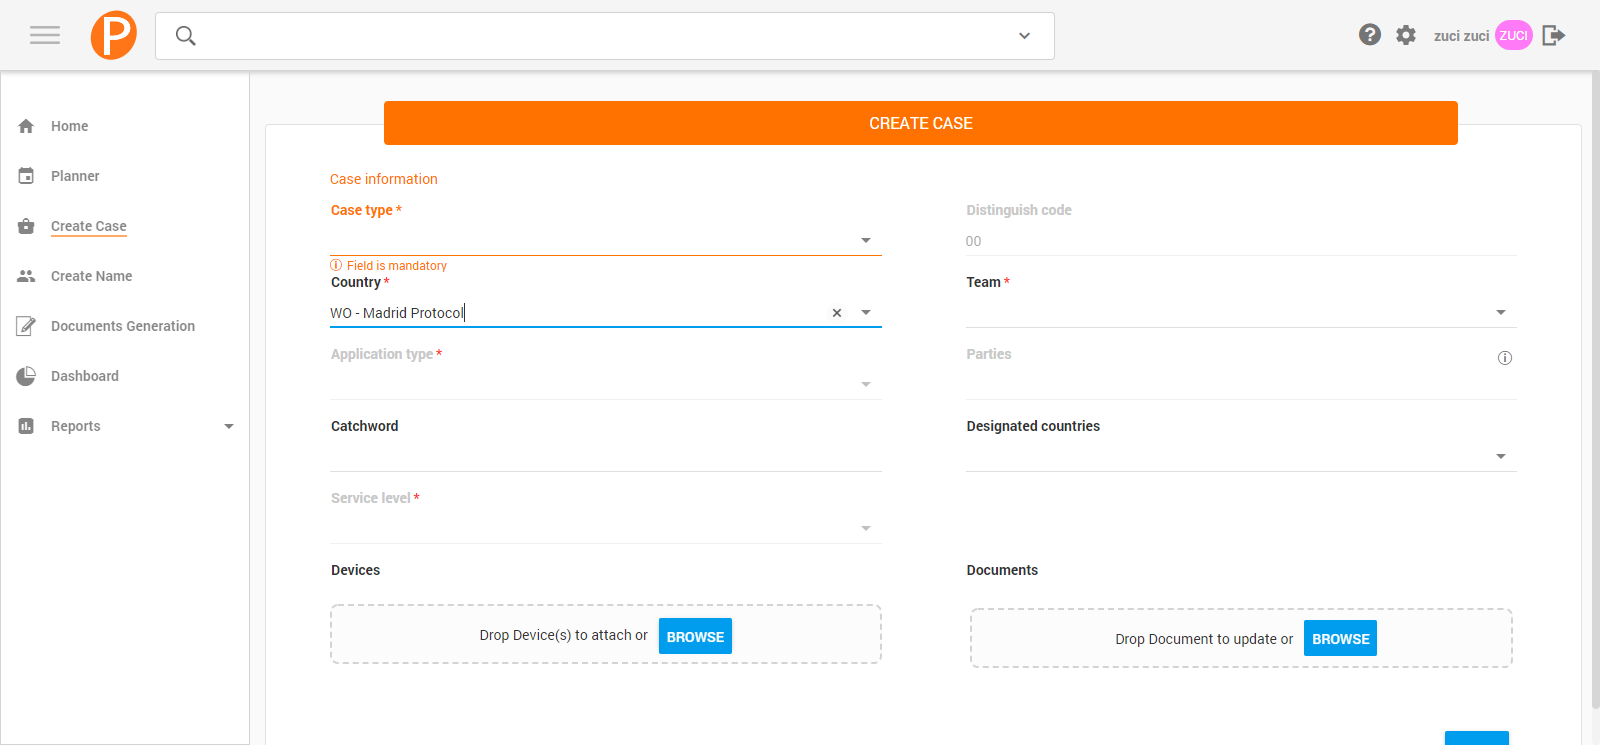 P
zuci zuci
ZUCI
Home
Planner
Create Case
Create Name
Documents Generation
Dashboard
Reports
CREATE CASE
Case information
Case type *
Distinguish code
00
Field is mandatory
Country *
WO - Madrid Protocol
Team *
Application type *
Parties
Catchword
Designated countries
Service level *
Devices
Documents
Drop Device(s) to attach or BROWSE
Drop Document to update or BROWSE